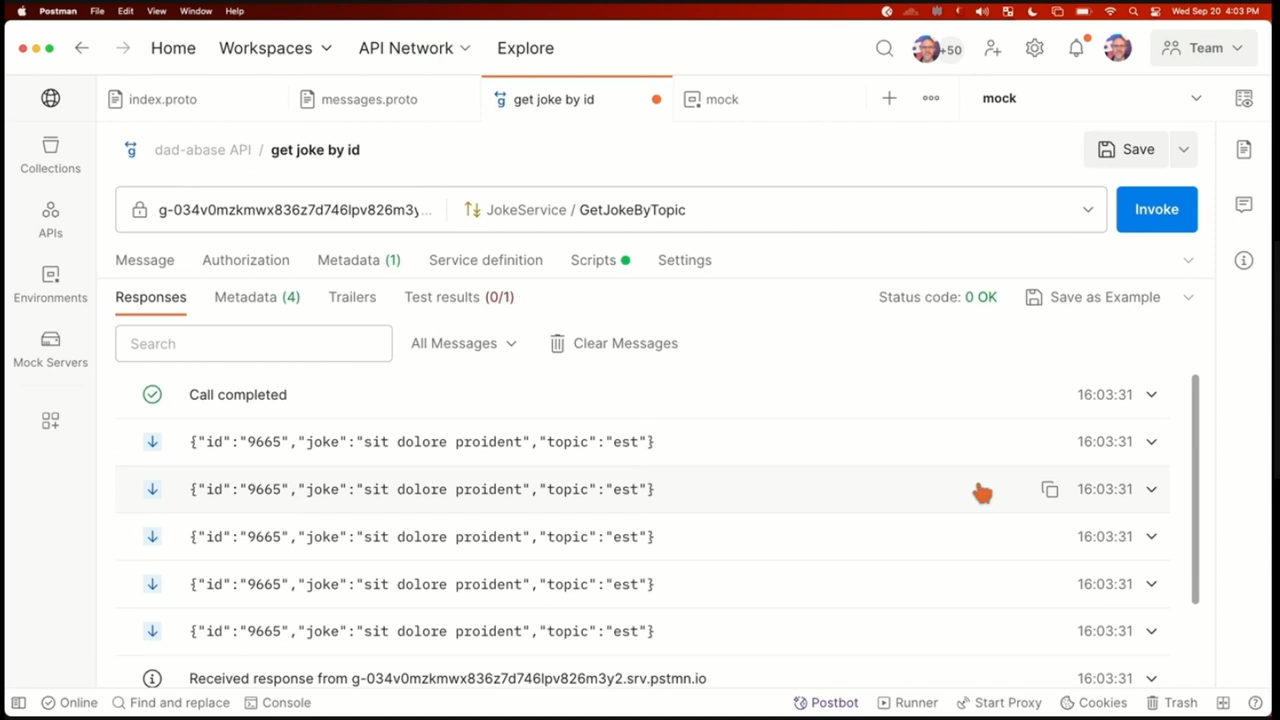 Postman File Edit View Window Help Wed Sep 20 4:03 PM
Home Workspaces API Network Explore +50 Team
index.proto messages.proto get joke by id mock mock
dad-abase API / get joke by id Save
Collections
g-034v0mzkmwx836z7d746lpv826m3y... JokeService / GetJokeByTopic Invoke
APIs
Message Authorization Metadata (1) Service definition Scripts Settings
Environments
Responses Metadata (4) Trailers Test results (0/1) Status code: 0 OK Save as Example
Mock Servers
Search All Messages Clear Messages
Call completed 16:03:31
{"id":"9665","joke":"sit dolore proident","topic":"est"} 16:03:31
{"id":"9665","joke":"sit dolore proident","topic":"est"} 16:03:31
{"id":"9665","joke":"sit dolore proident","topic":"est"} 16:03:31
{"id":"9665","joke":"sit dolore proident","topic":"est"} 16:03:31
{"id":"9665","joke":"sit dolore proident","topic":"est"} 16:03:31
Received response from g-034v0mzkmwx836z7d746lpv826m3y2.srv.pstmn.io 16:03:31
Online Find and replace Console Postbot Runner Start Proxy Cookies Trash